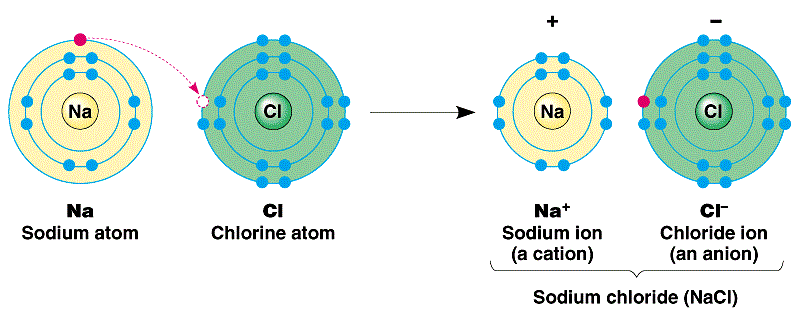 + −
Na Cl Na Cl
Na Cl Na⁺ Cl⁻
Sodium atom Chlorine atom Sodium ion Chloride ion
(a cation) (an anion)
Sodium chloride (NaCl)